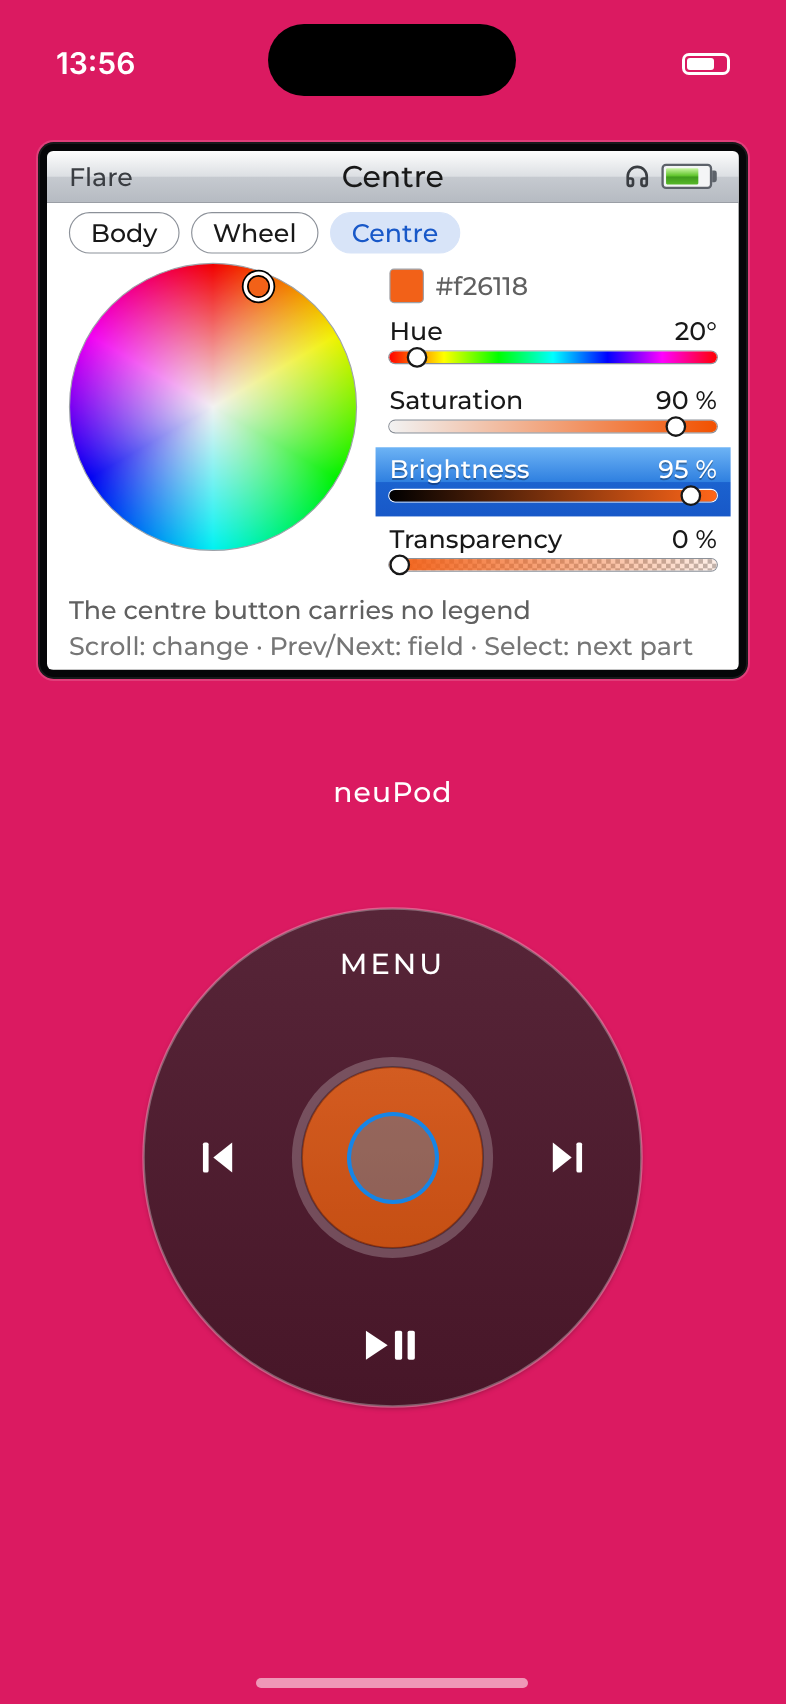 13:56
Flare Centre
Body Wheel Centre
#f26118
Hue 20°
Saturation 90 %
Brightness 95 %
Transparency 0 %
The centre button carries no legend
Scroll: change · Prev/Next: field · Select: next part
neuPod
MENU